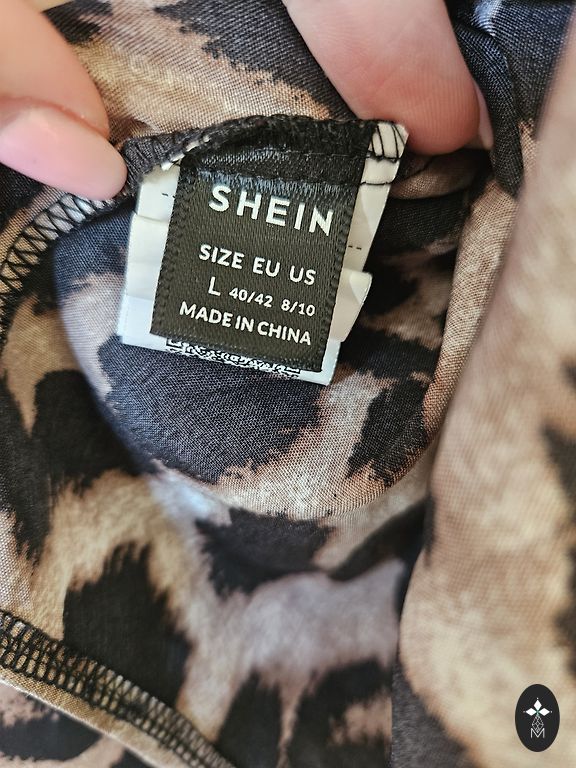 SHEIN
SIZE EU US
L 40/42 8/10
MADE IN CHINA
M